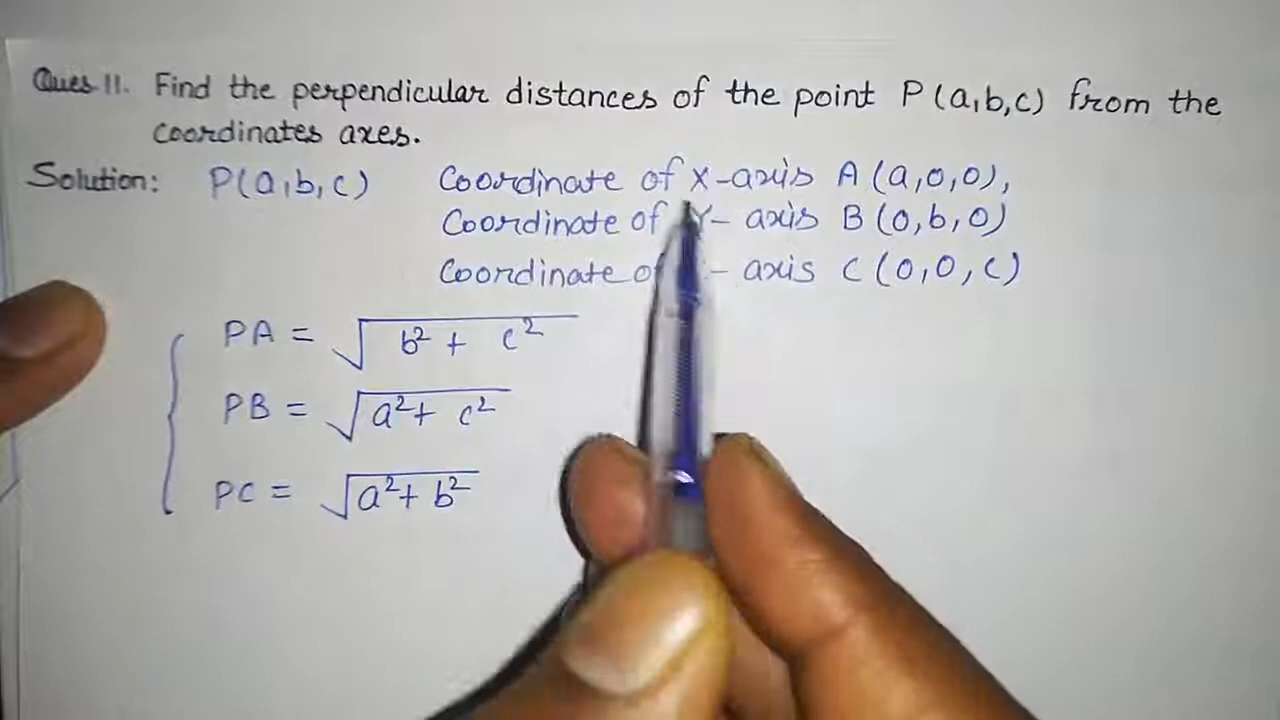 Ques 11. Find the perpendicular distances of the point P(a,b,c) from the
coordinates axes.
Solution: P(a,b,c) Coordinate of X-axis A (a,0,0),
Coordinate of Y- axis B (0,b,0)
Coordinate - axis C (0,0,c)
PA = √b² + c²
PB = √a² + c²
PC = √a² + b²